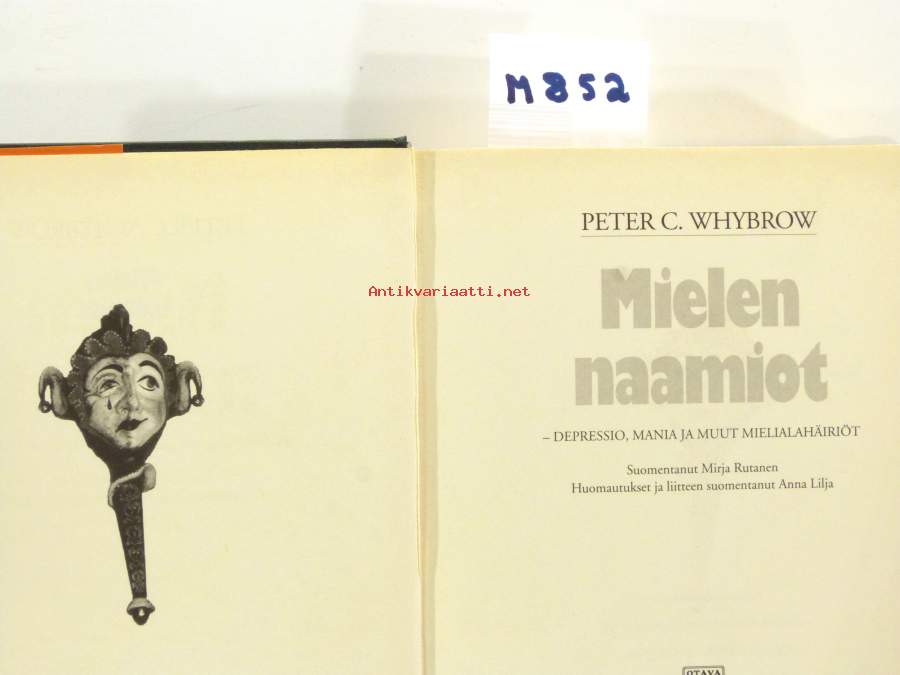 M852
PETER C. WHYBROW
Antikvariaatti.net
Mielen
naamiot
– DEPRESSIO, MANIA JA MUUT MIELIALAHÄIRIÖT
Suomentanut Mirja Rutanen
Huomautukset ja liitteen suomentanut Anna Lilja
OTAVA